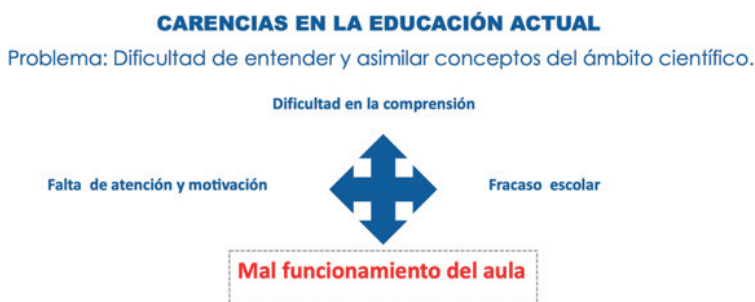 CARENCIAS EN LA EDUCACIÓN ACTUAL
Problema: Dificultad de entender y asimilar conceptos del ámbito científico.
Dificultad en la comprensión
Falta de atención y motivación
Fracaso escolar
Mal funcionamiento del aula